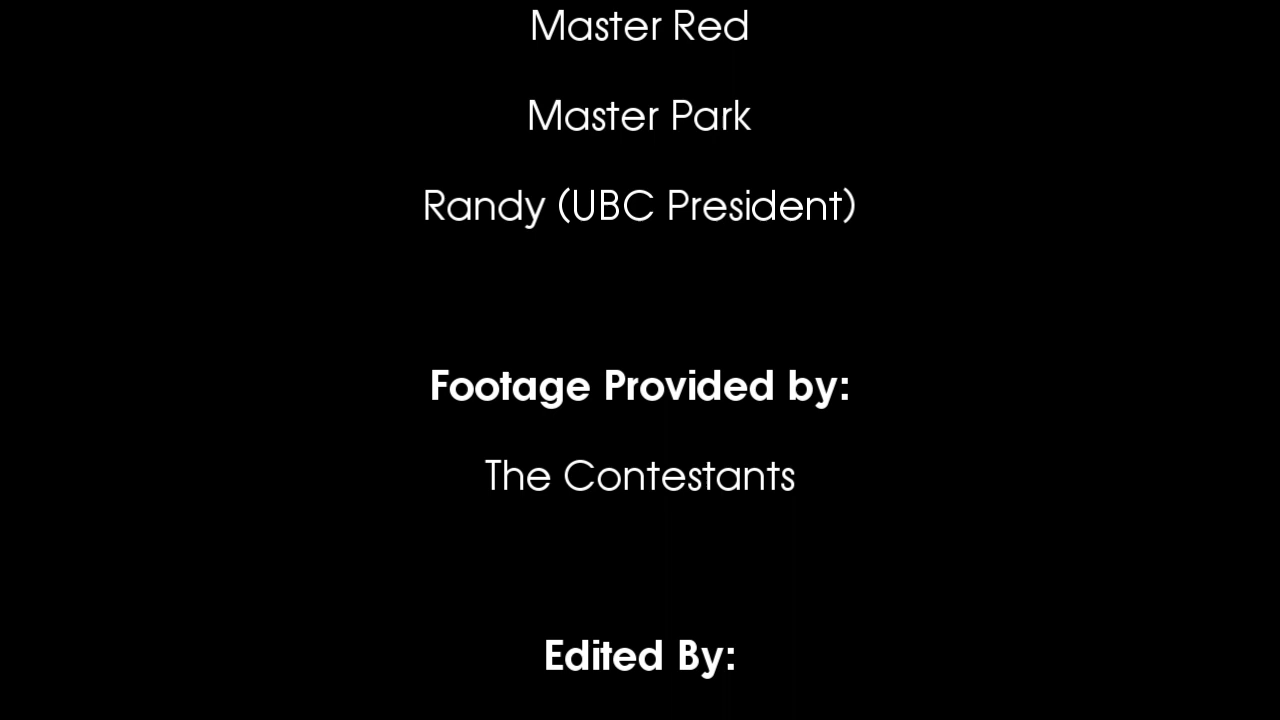 Master Red
Master Park
Randy (UBC President)
Footage Provided by:
The Contestants
Edited By: